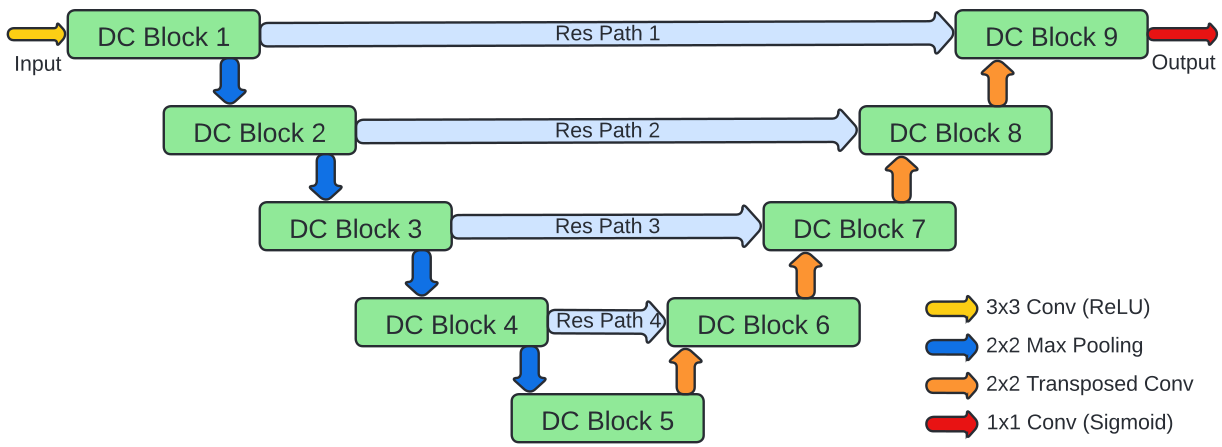 DC Block 1
Res Path 1
DC Block 9
Input
Output
DC Block 2
Res Path 2
DC Block 8
DC Block 3
Res Path 3
DC Block 7
DC Block 4
Res Path 4
DC Block 6
DC Block 5
3x3 Conv (ReLU)
2x2 Max Pooling
2x2 Transposed Conv
1x1 Conv (Sigmoid)